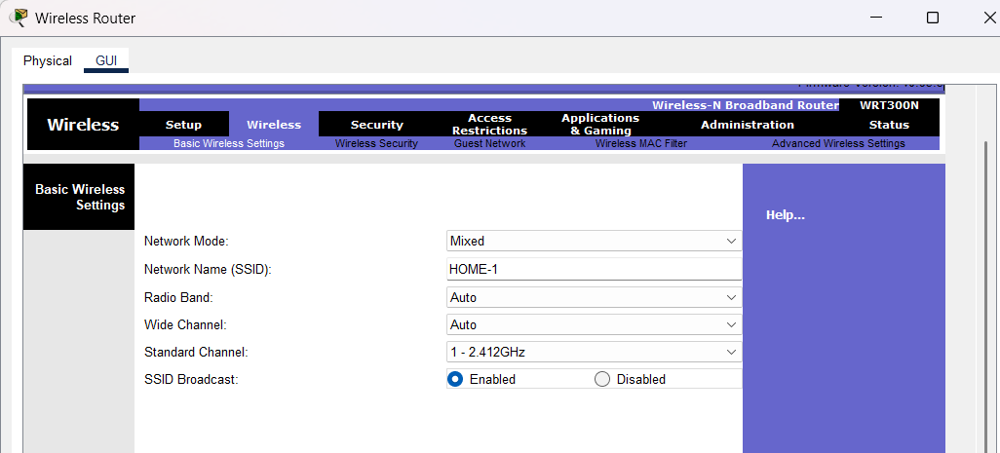 Wireless Router
Physical GUI
Wireless-N Broadband Router WRT300N
Wireless
Setup Wireless Security Access Restrictions Applications & Gaming Administration Status
Basic Wireless Settings Wireless Security Guest Network Wireless MAC Filter Advanced Wireless Settings
Basic Wireless
Settings
Help...
Network Mode: Mixed
Network Name (SSID): HOME-1
Radio Band: Auto
Wide Channel: Auto
Standard Channel: 1 - 2.412GHz
SSID Broadcast: Enabled Disabled